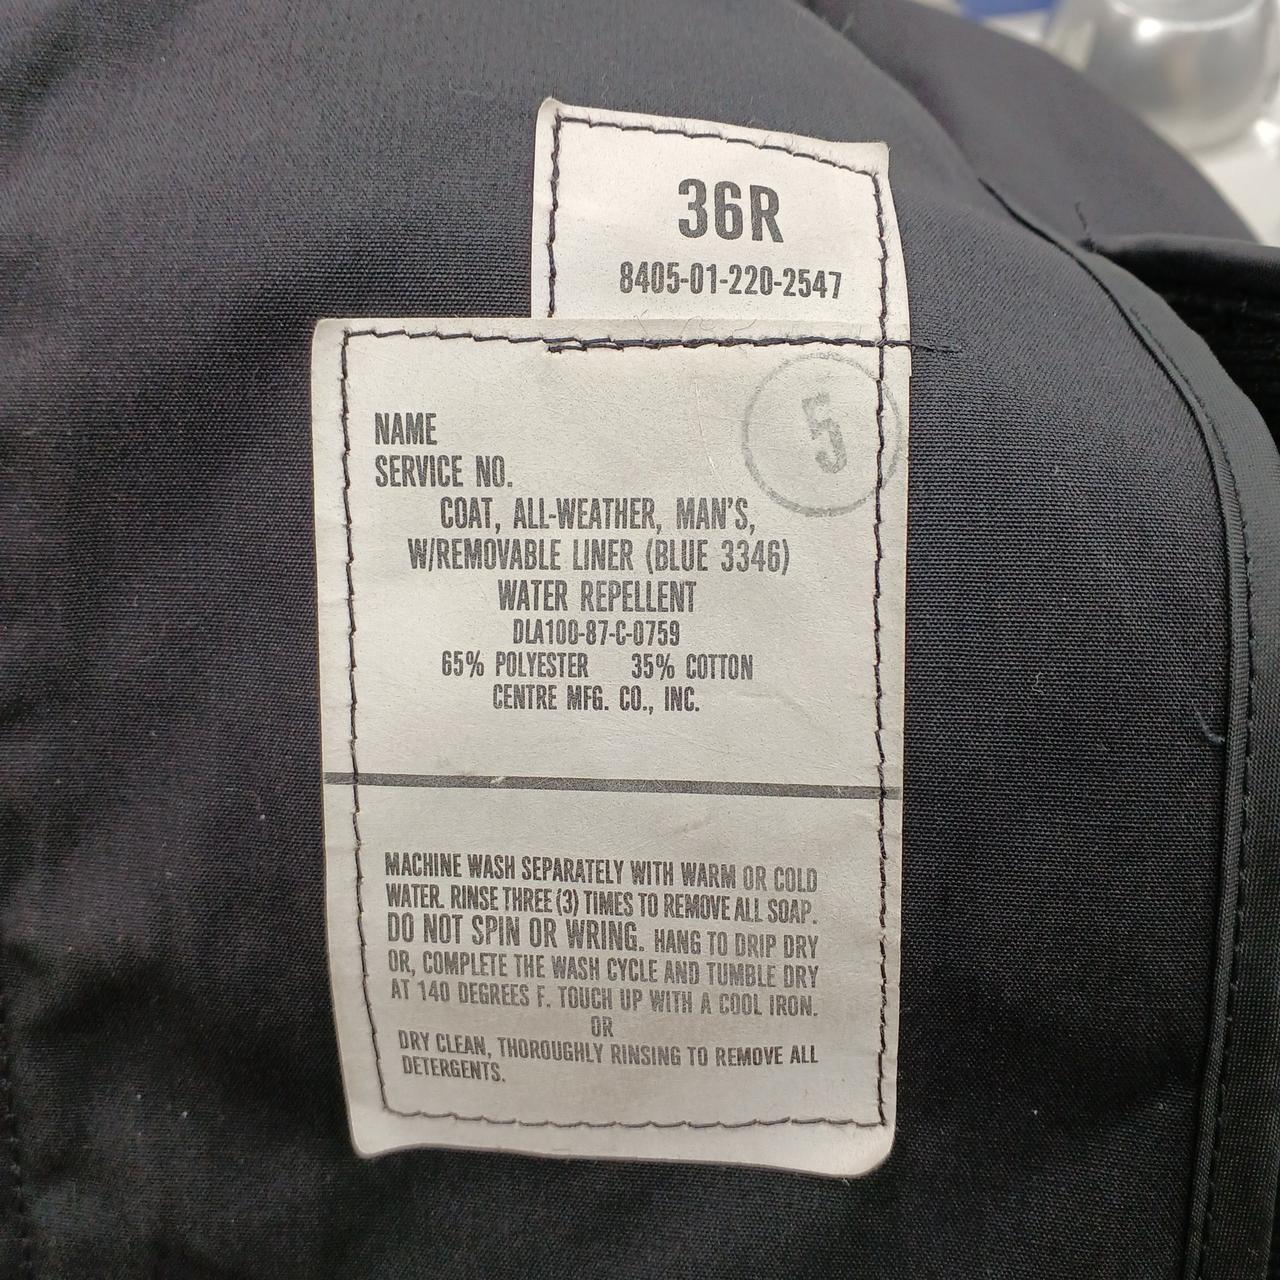 36R
8405-01-220-2547
5
NAME
SERVICE NO.
COAT, ALL-WEATHER, MAN'S,
W/REMOVABLE LINER (BLUE 3346)
WATER REPELLENT
DLA100-87-C-0759
65% POLYESTER 35% COTTON
CENTRE MFG. CO., INC.
MACHINE WASH SEPARATELY WITH WARM OR COLD
WATER. RINSE THREE (3) TIMES TO REMOVE ALL SOAP.
DO NOT SPIN OR WRING. HANG TO DRIP DRY
OR, COMPLETE THE WASH CYCLE AND TUMBLE DRY
AT 140 DEGREES F. TOUCH UP WITH A COOL IRON.
OR
DRY CLEAN, THOROUGHLY RINSING TO REMOVE ALL
DETERGENTS.